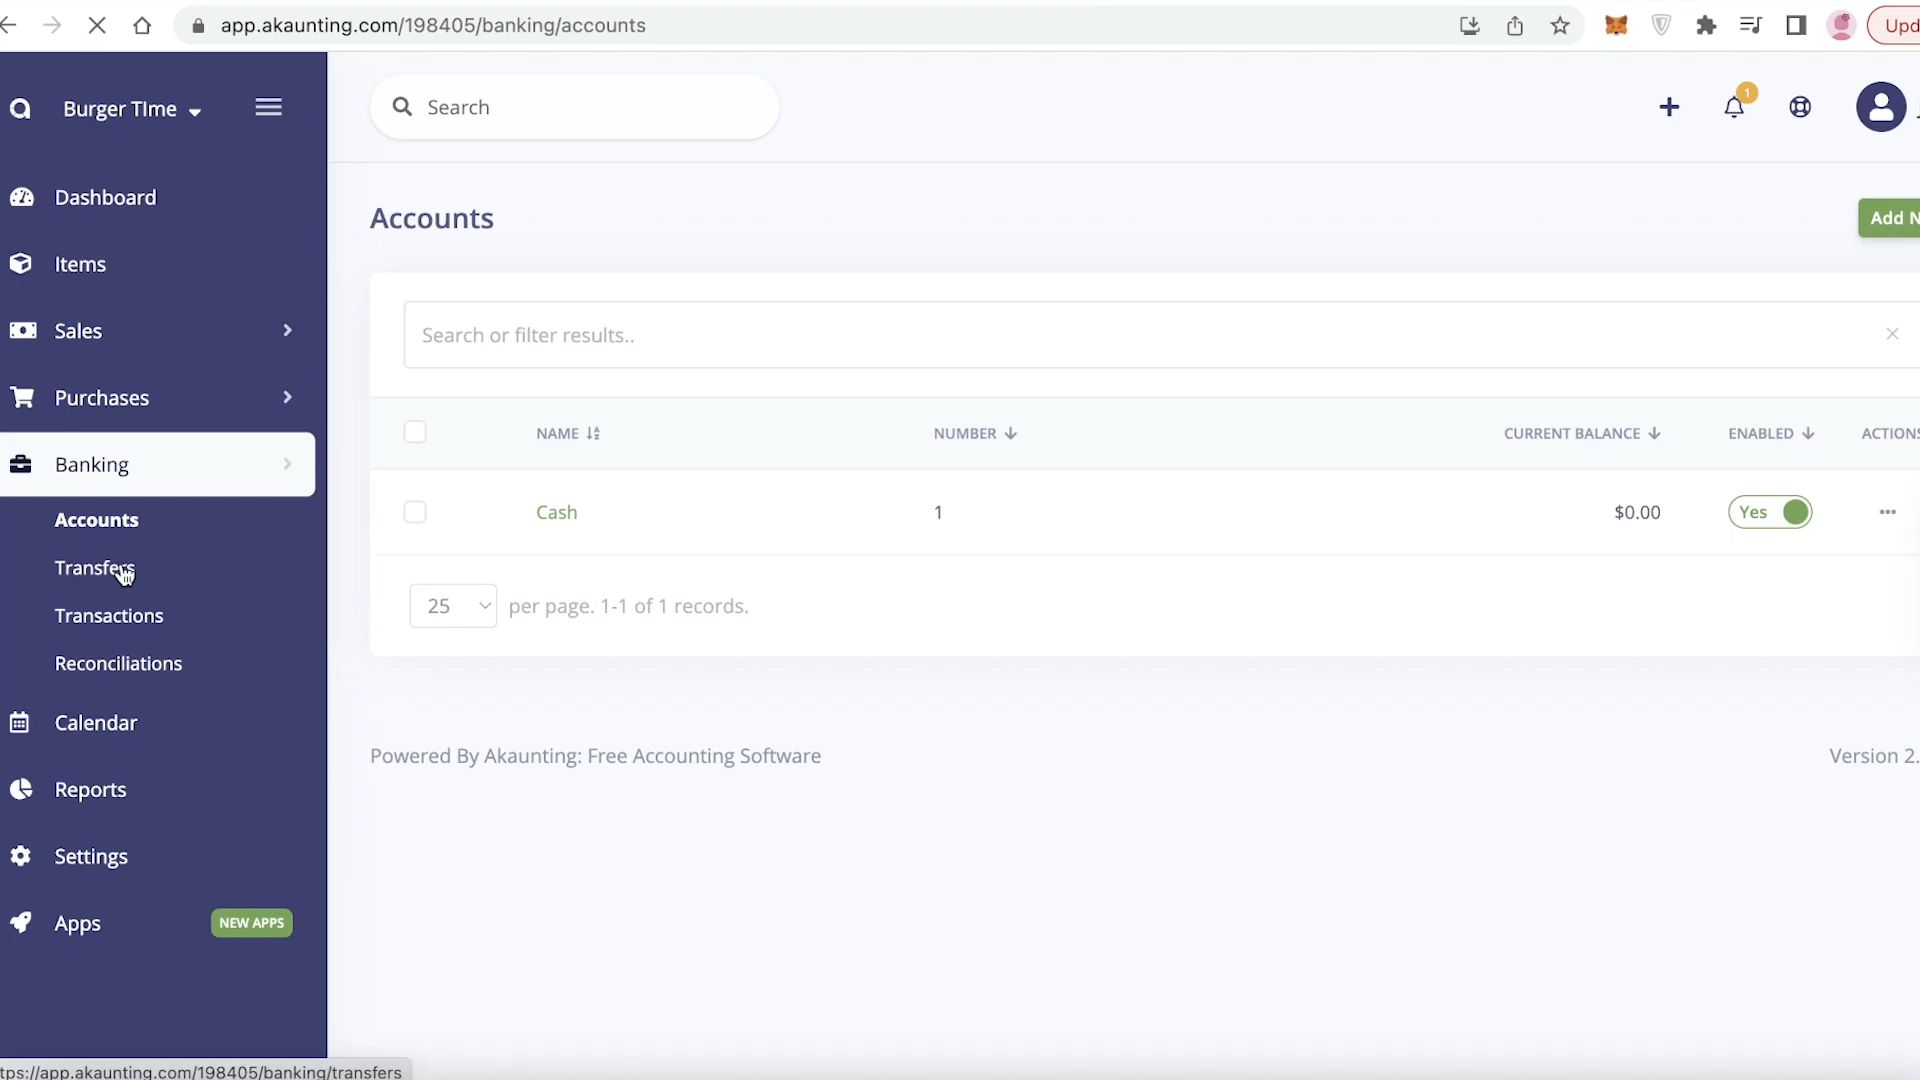 app.akaunting.com/198405/banking/accounts
Upd
Burger TIme
Search
1
Dashboard
Items
Sales
Purchases
Banking
Accounts
Transfers
Transactions
Reconciliations
Calendar
Reports
Settings
Apps
NEW APPS
Accounts
Add N
Search or filter results..
NAME NUMBER CURRENT BALANCE ENABLED ACTIONS
Cash 1 $0.00 Yes
25 per page. 1-1 of 1 records.
Powered By Akaunting: Free Accounting Software
Version 2.
tps://app.akaunting.com/198405/banking/transfers